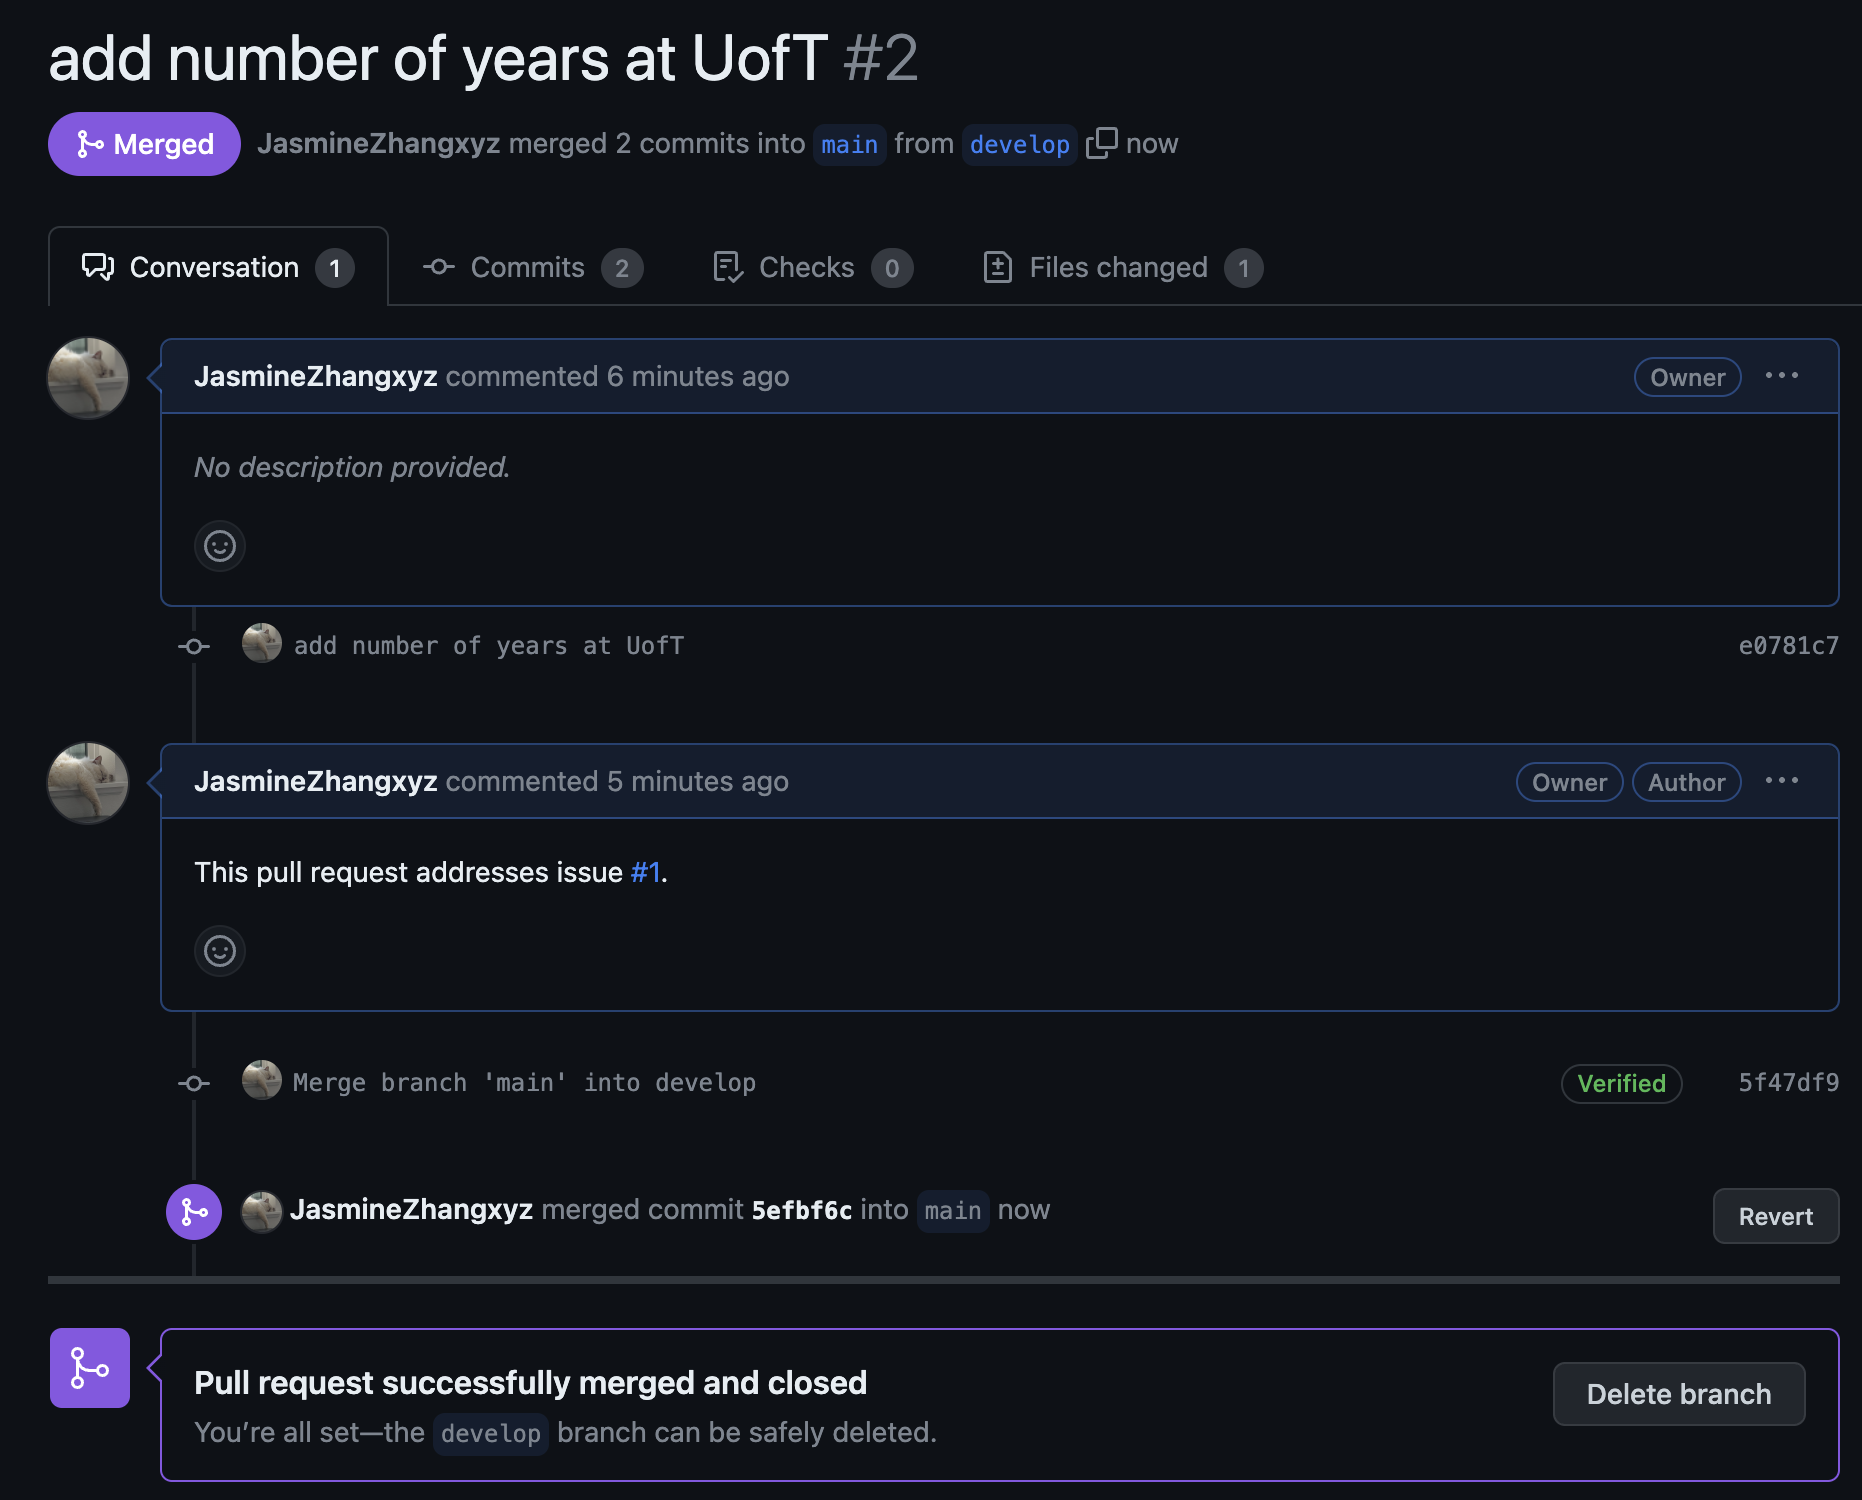 add number of years at UofT #2
Merged JasmineZhangxyz merged 2 commits into main from develop now
Conversation 1 Commits 2 Checks 0 Files changed 1
JasmineZhangxyz commented 6 minutes ago Owner
No description provided.
add number of years at UofT e0781c7
JasmineZhangxyz commented 5 minutes ago Owner Author
This pull request addresses issue #1.
Merge branch 'main' into develop Verified 5f47df9
JasmineZhangxyz merged commit 5efbf6c into main now Revert
Pull request successfully merged and closed
You’re all set—the develop branch can be safely deleted.
Delete branch